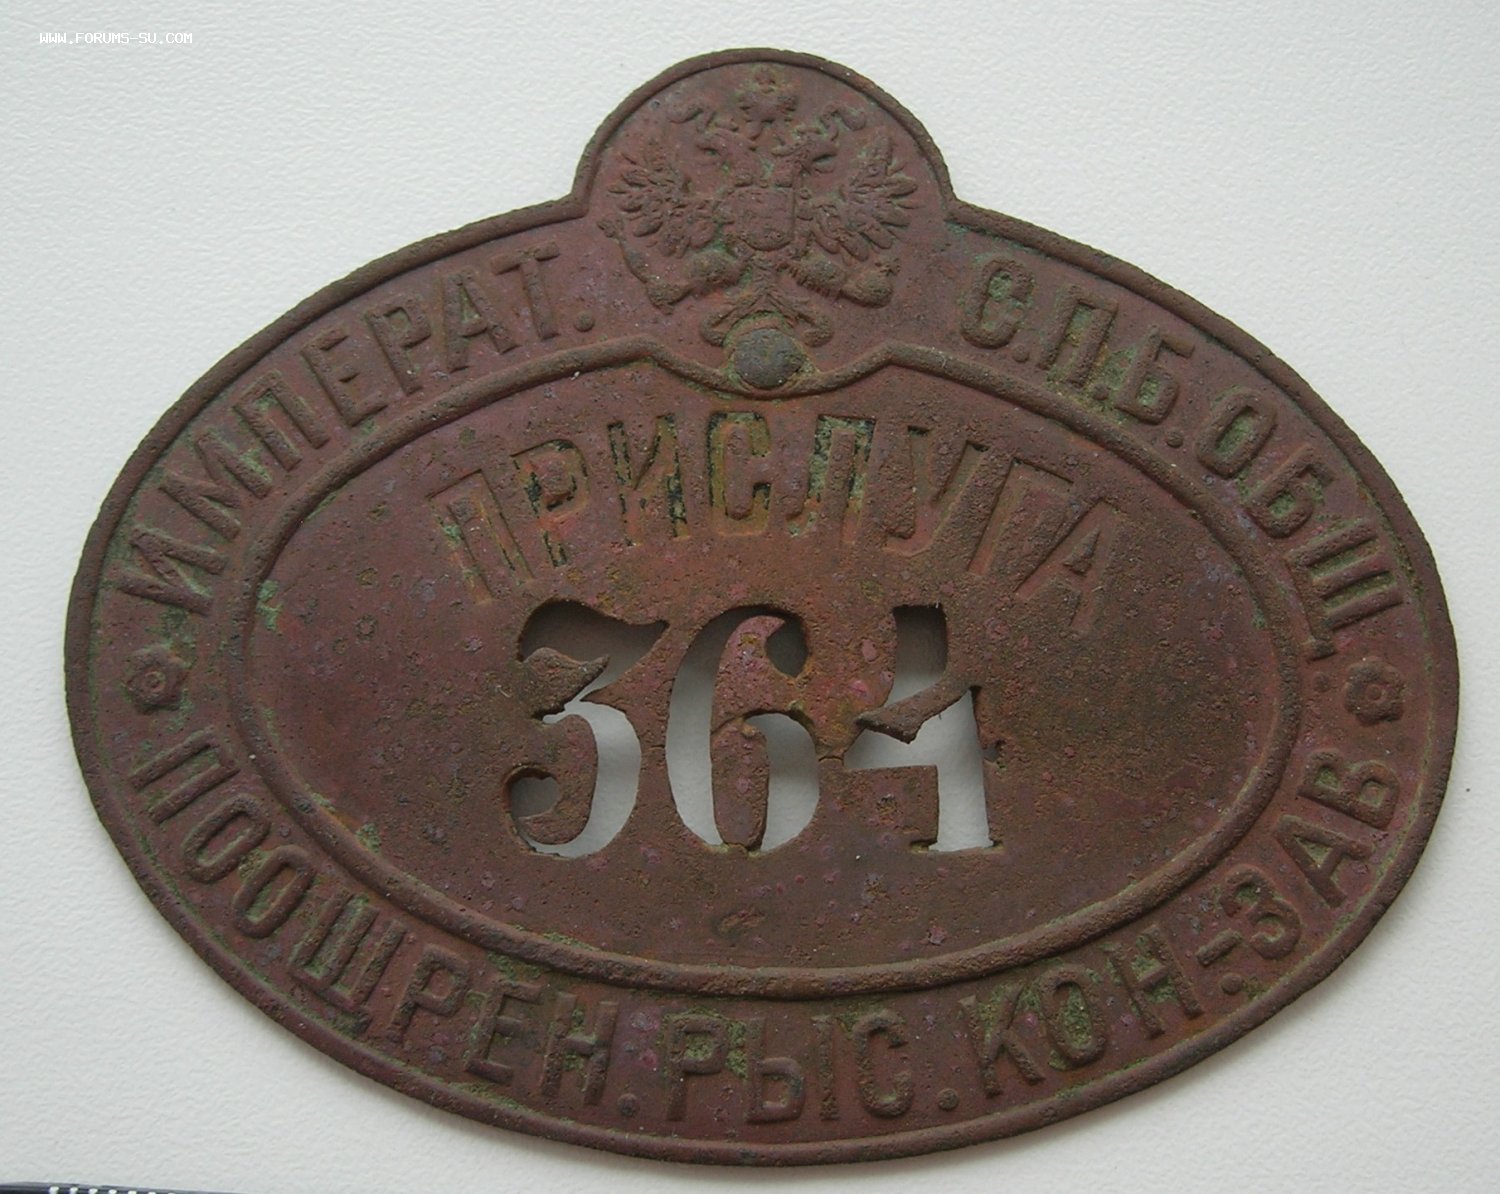 WWW.FORUMS-SU.COM
ИМПЕРАТ. С.П.Б. ОБЩ.
ПРИСЛУГА
364
ПООЩРЕН. РЫС. КОН.-ЗАВ